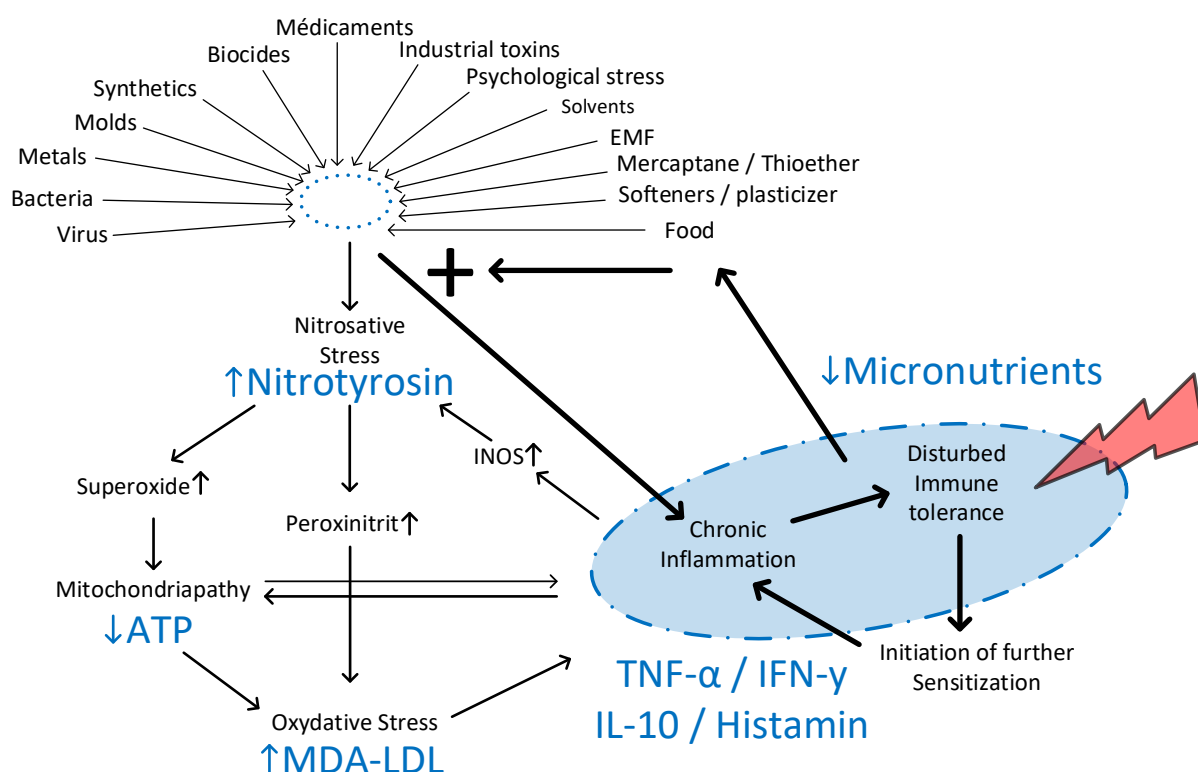 Médicaments
Biocides
Industrial toxins
Synthetics
Psychological stress
Molds
Solvents
Metals
EMF
Mercaptane / Thioether
Bacteria
Softeners / plasticizer
Virus
Food
+
Nitrosative
Stress
↑Nitrotyrosin
↓Micronutrients
INOS↑
Superoxide↑
Disturbed
Immune
tolerance
Peroxinitrit↑
Chronic
Inflammation
Mitochondriapathy
↓ATP
Initiation of further
Sensitization
TNF-α / IFN-y
IL-10 / Histamin
Oxydative Stress
↑MDA-LDL